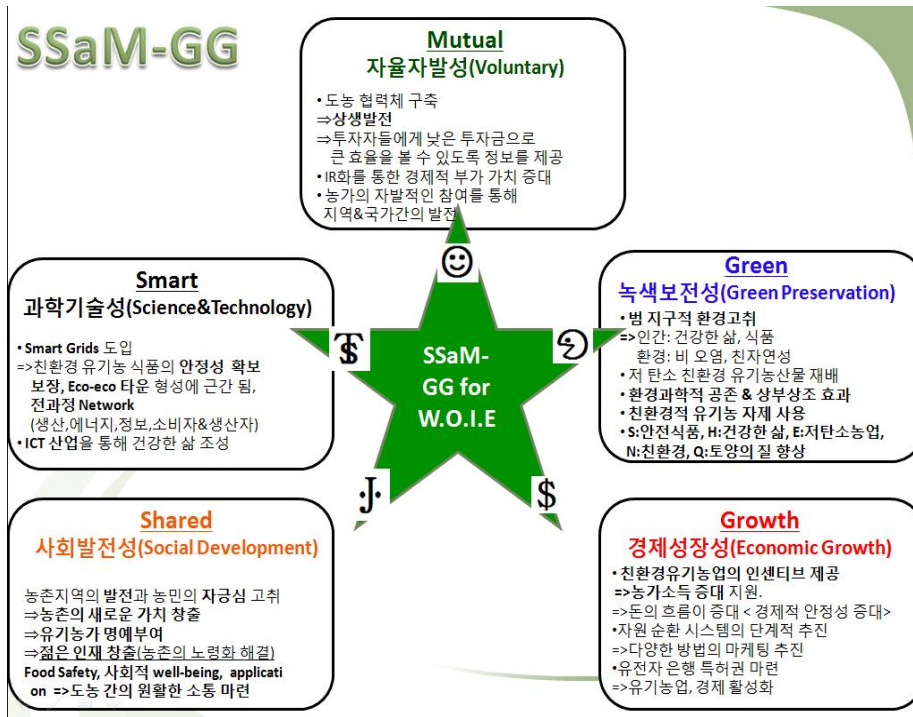 SSaM-GG
Mutual
자율자발성(Voluntary)
• 도농 협력체 구축
⇒상생발전
⇒투자자들에게 낮은 투자금으로
큰 효율을 볼 수 있도록 정보를 제공
• IR화를 통한 경제적 부가 가치 증대
• 농가의 자발적인 참여를 통해
지역&국가간의 발전
Smart
과학기술성(Science&Technology)
• Smart Grids 도입
=>친환경 유기농 식품의 안정성 확보
보장, Eco-eco 타운 형성에 근간 됨,
전과정 Network
(생산,에너지,정보,소비자&생산자)
• ICT 산업을 통해 건강한 삶 조성
Green
녹색보전성(Green Preservation)
• 범 지구적 환경고취
=>인간: 건강한 삶, 식품
환경: 비 오염, 친자연성
• 저 탄소 친환경 유기농산물 재배
• 환경과학적 공존 & 상부상조 효과
• 친환경적 유기농 자제 사용
• S:안전식품, H:건강한 삶, E:저탄소농업,
N:친환경, Q:토양의 질 향상
SSaM-
GG for
W.O.I.E
$
Shared
사회발전성(Social Development)
농촌지역의 발전과 농민의 자긍심 고취
⇒농촌의 새로운 가치 창출
⇒유기농가 명예부여
⇒젊은 인재 창출(농촌의 노령화 해결)
Food Safety, 사회적 well-being, applicati
on =>도농 간의 원활한 소통 마련
Growth
경제성장성(Economic Growth)
• 친환경유기농업의 인센티브 제공
=>농가소득 증대 지원.
=>돈의 흐름이 증대 < 경제적 안정성 증대>
•자원 순환 시스템의 단계적 추진
=>다양한 방법의 마케팅 추진
•유전자 은행 특허권 마련
=>유기농업, 경제 활성화